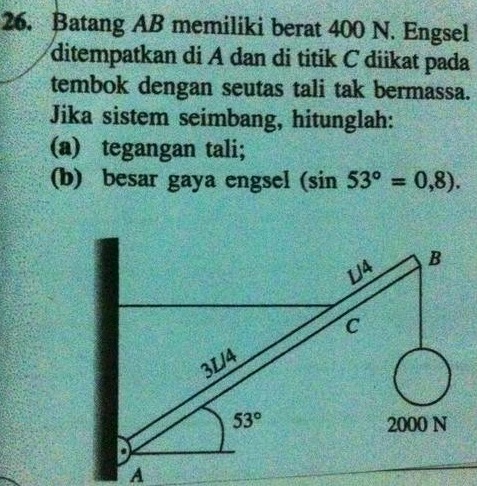 26. Batang AB memiliki berat 400 N. Engsel
ditempatkan di A dan di titik C diikat pada
tembok dengan seutas tali tak bermassa.
Jika sistem seimbang, hitunglah:
(a) tegangan tali;
(b) besar gaya engsel (sin 53° = 0,8).
L/4
B
C
3L/4
53°
2000 N
A